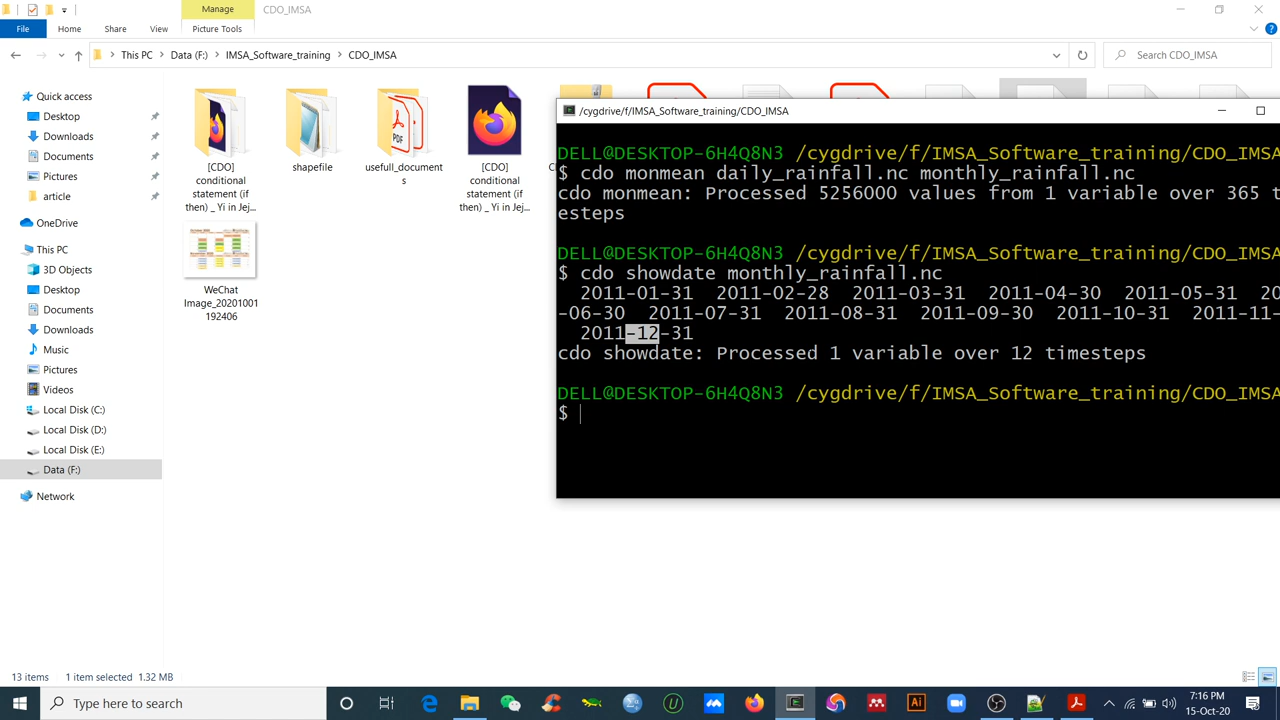 Manage
CDO_IMSA
File
Home
Share
View
Picture Tools
This PC
Data (F:)
IMSA_Software_training
CDO_IMSA
Search CDO_IMSA
Quick access
Desktop
Downloads
Documents
Pictures
article
OneDrive
This PC
3D Objects
Desktop
Documents
Downloads
Music
Pictures
Videos
Local Disk (C:)
Local Disk (D:)
Local Disk (E:)
Data (F:)
Network
[CDO]
conditional
statement (if
then) _ Yi in Jej...
shapefile
PDF
usefull_document
s
[CDO]
conditional
statement (if
then) _ Yi in Jej...
WeChat
Image_20201001
192406
/cygdrive/f/IMSA_Software_training/CDO_IMSA
DELL@DESKTOP-6H4Q8N3 /cygdrive/f/IMSA_Software_training/CDO_IMSA
$ cdo monmean daily_rainfall.nc monthly_rainfall.nc
cdo monmean: Processed 5256000 values from 1 variable over 365 t
esteps
DELL@DESKTOP-6H4Q8N3 /cygdrive/f/IMSA_Software_training/CDO_IMSA
$ cdo showdate monthly_rainfall.nc
2011-01-31 2011-02-28 2011-03-31 2011-04-30 2011-05-31 20
-06-30 2011-07-31 2011-08-31 2011-09-30 2011-10-31 2011-11-
2011-12-31
cdo showdate: Processed 1 variable over 12 timesteps
DELL@DESKTOP-6H4Q8N3 /cygdrive/f/IMSA_Software_training/CDO_IMSA
$
13 items
1 item selected 1.32 MB
Type here to search
Ai
7:16 PM
15-Oct-20